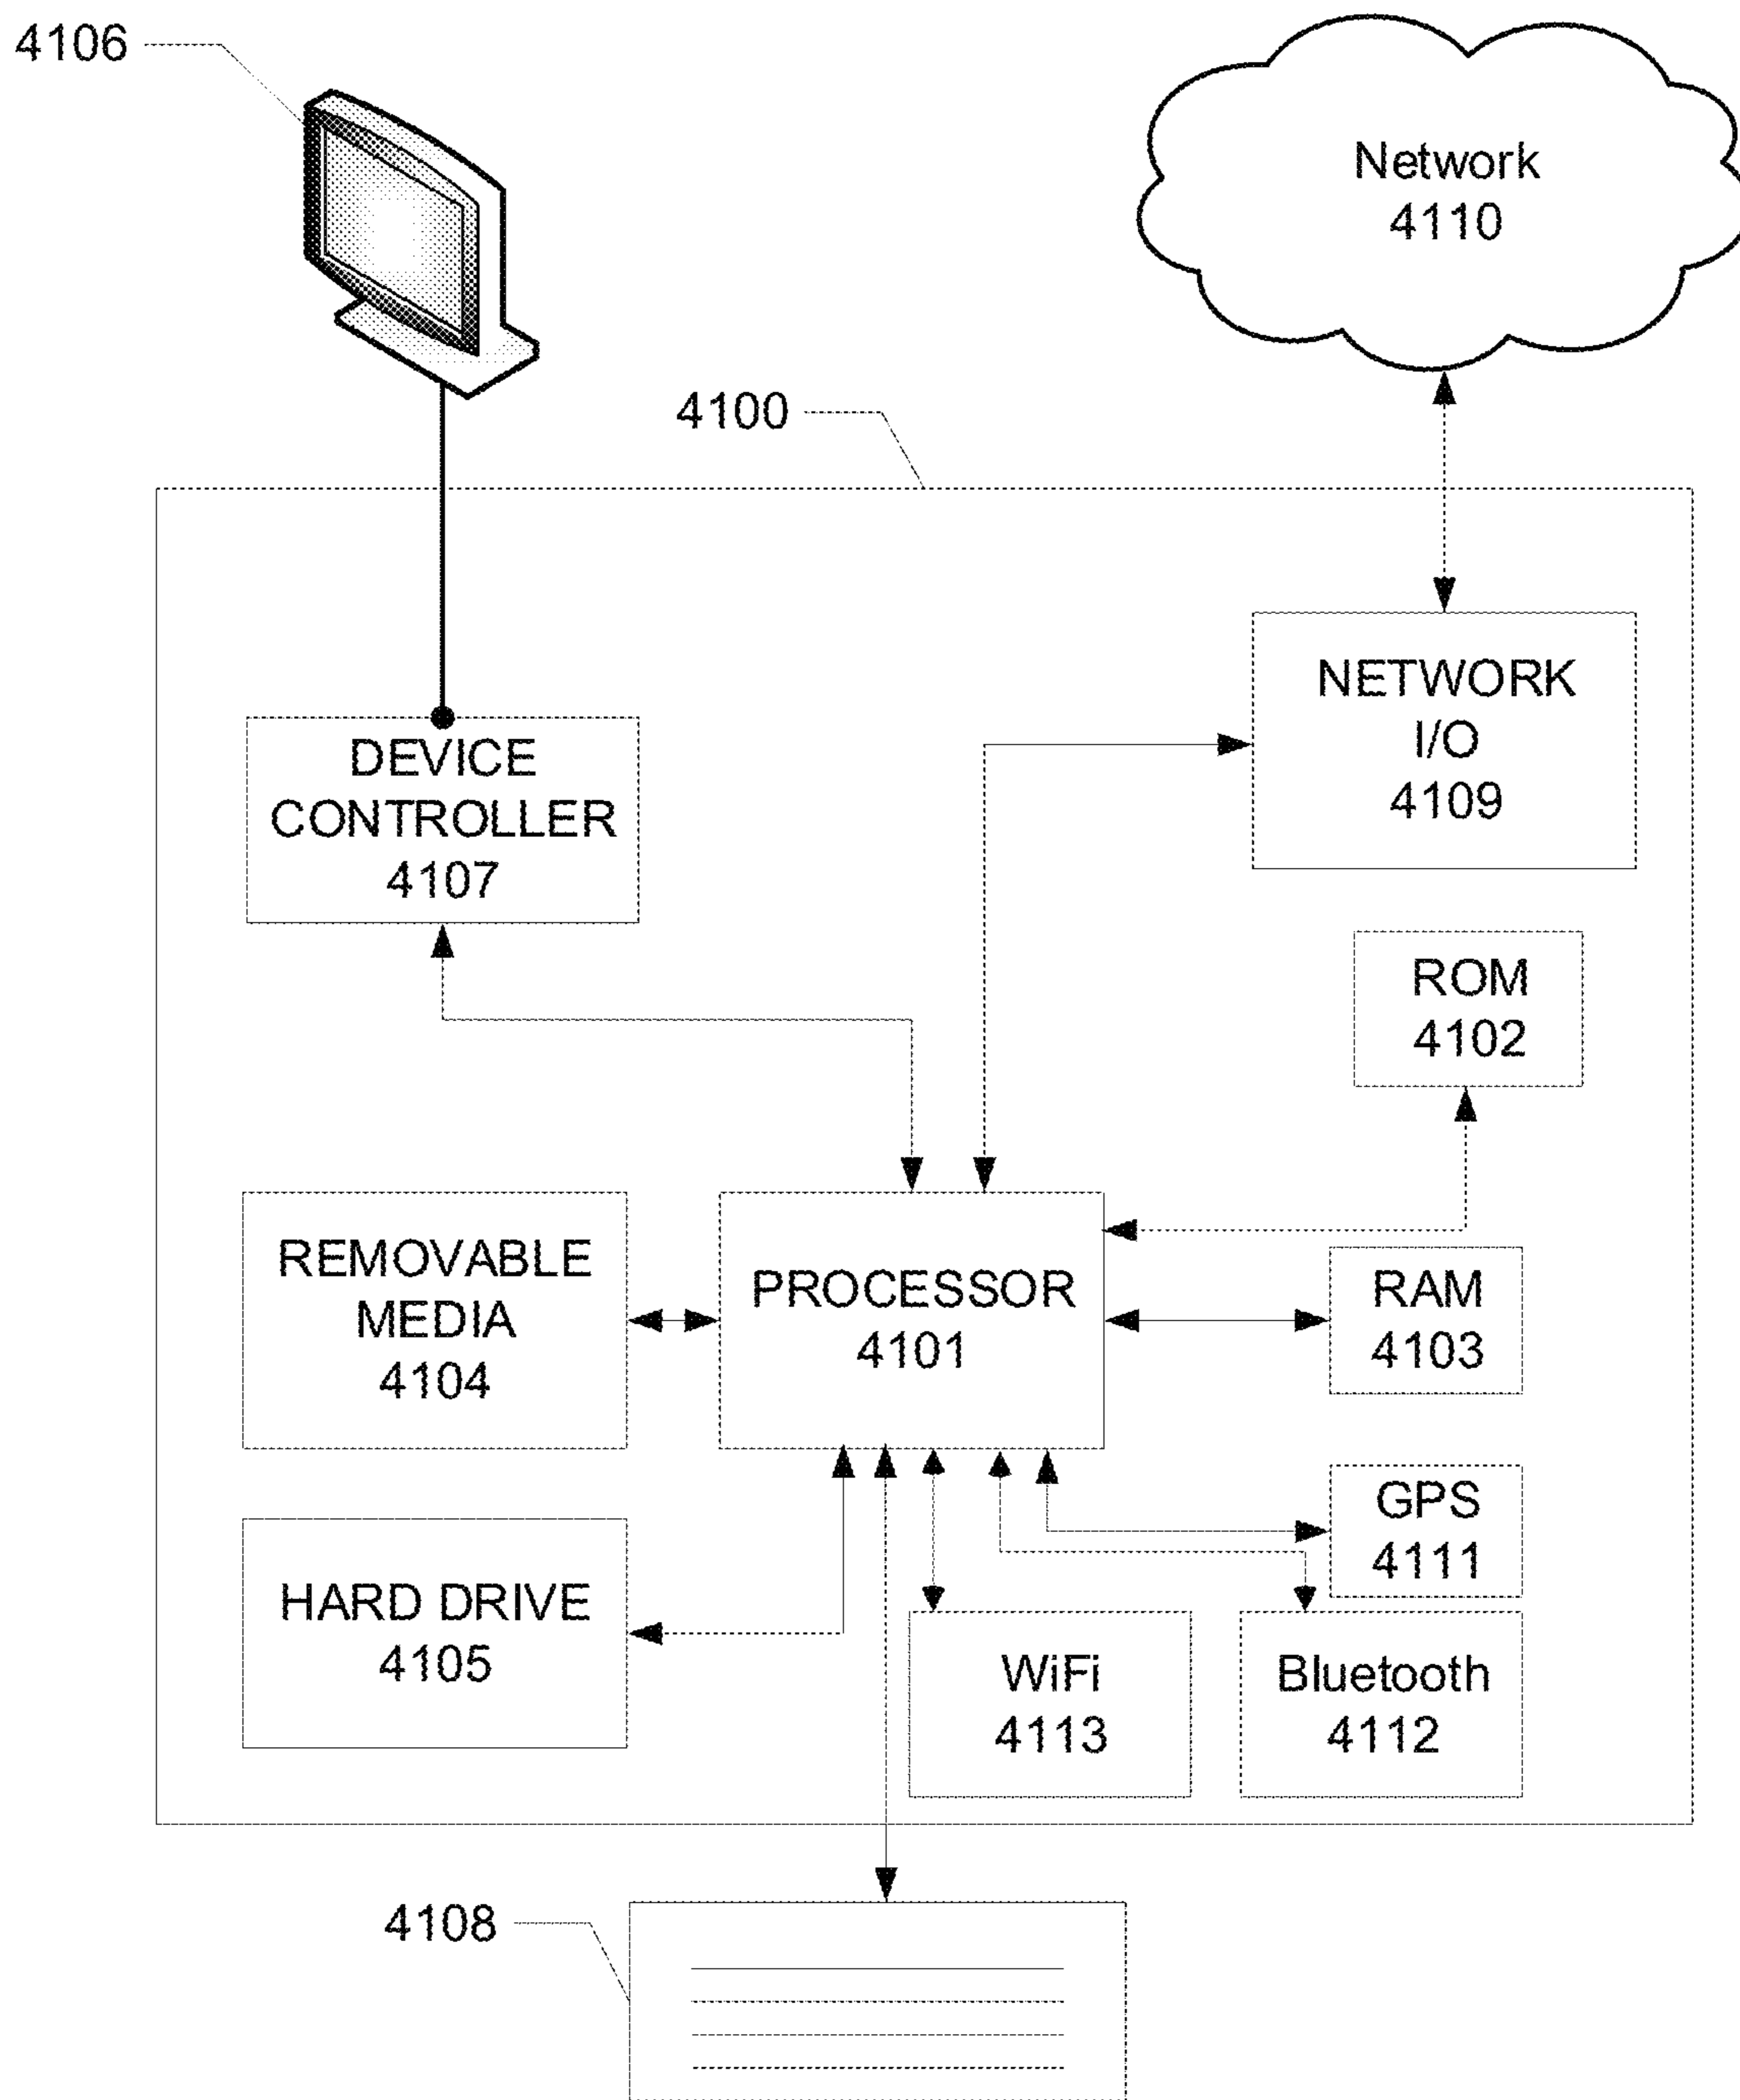 4106
Network
4110
4100
NETWORK
I/O
4109
DEVICE
CONTROLLER
4107
ROM
4102
REMOVABLE
MEDIA
4104
PROCESSOR
4101
RAM
4103
GPS
4111
HARD DRIVE
4105
WiFi
4113
Bluetooth
4112
4108